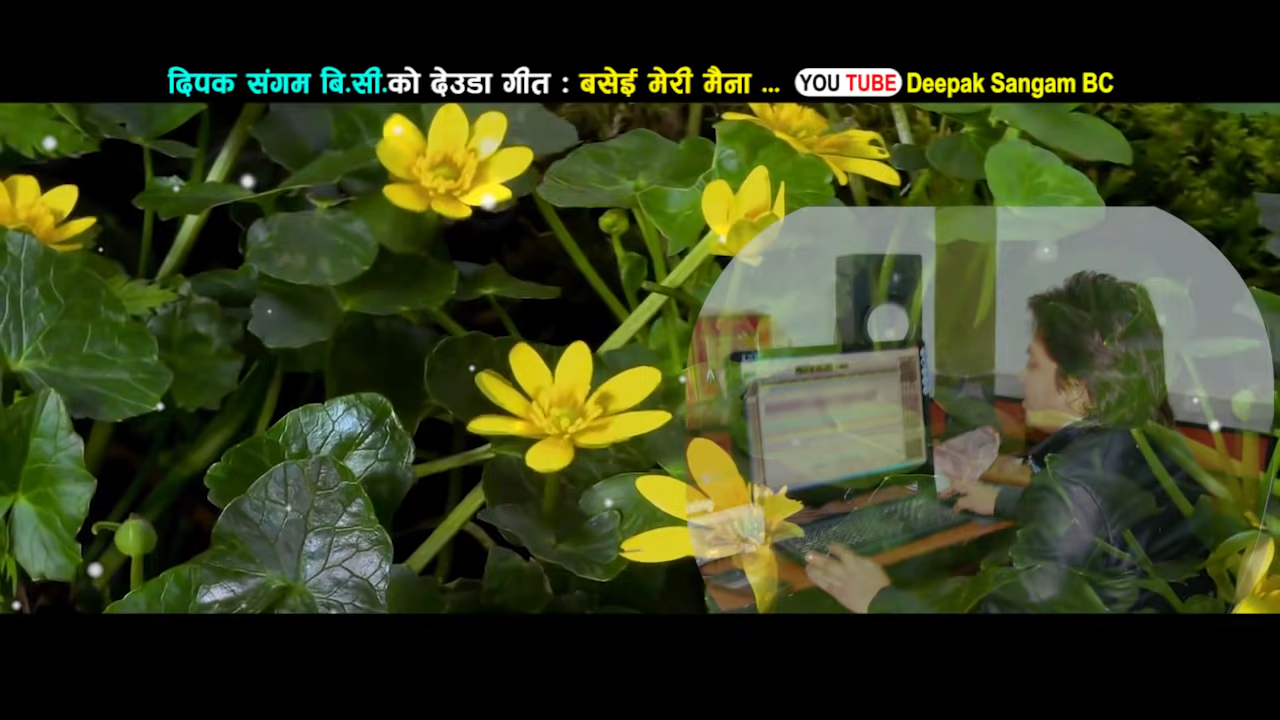 दिपक संगम बि.सी.को देउडा गीत : बसेई मेरी मैना ... YOU TUBE Deepak Sangam BC